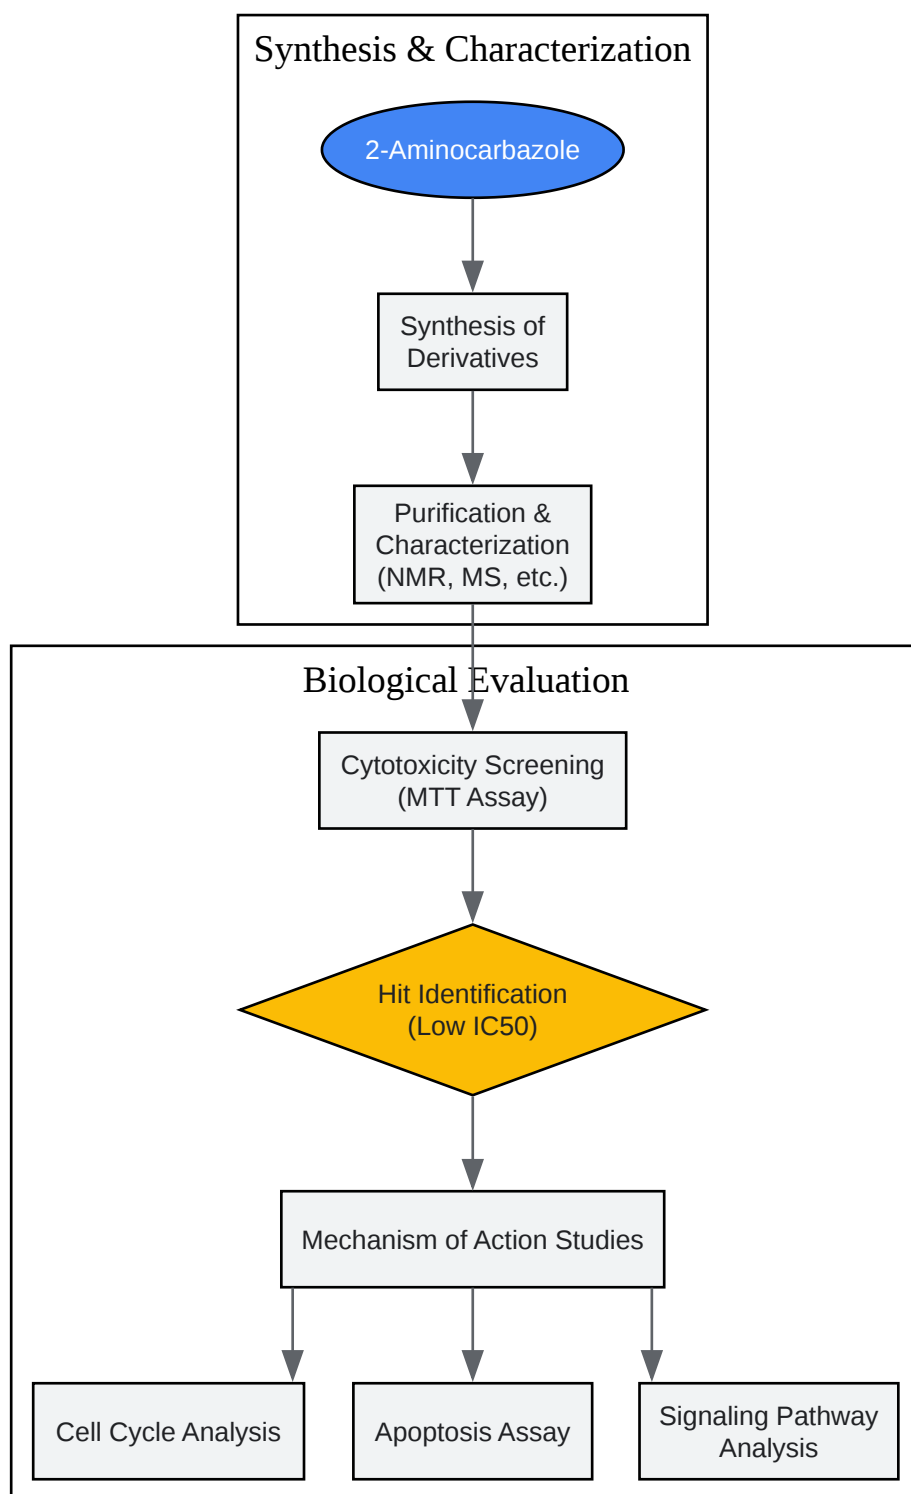 Synthesis & Characterization
2-Aminocarbazole
Synthesis of
Derivatives
Purification &
Characterization
(NMR, MS, etc.)
Biological Evaluation
Cytotoxicity Screening
(MTT Assay)
Hit Identification
(Low IC50)
Mechanism of Action Studies
Cell Cycle Analysis
Apoptosis Assay
Signaling Pathway
Analysis